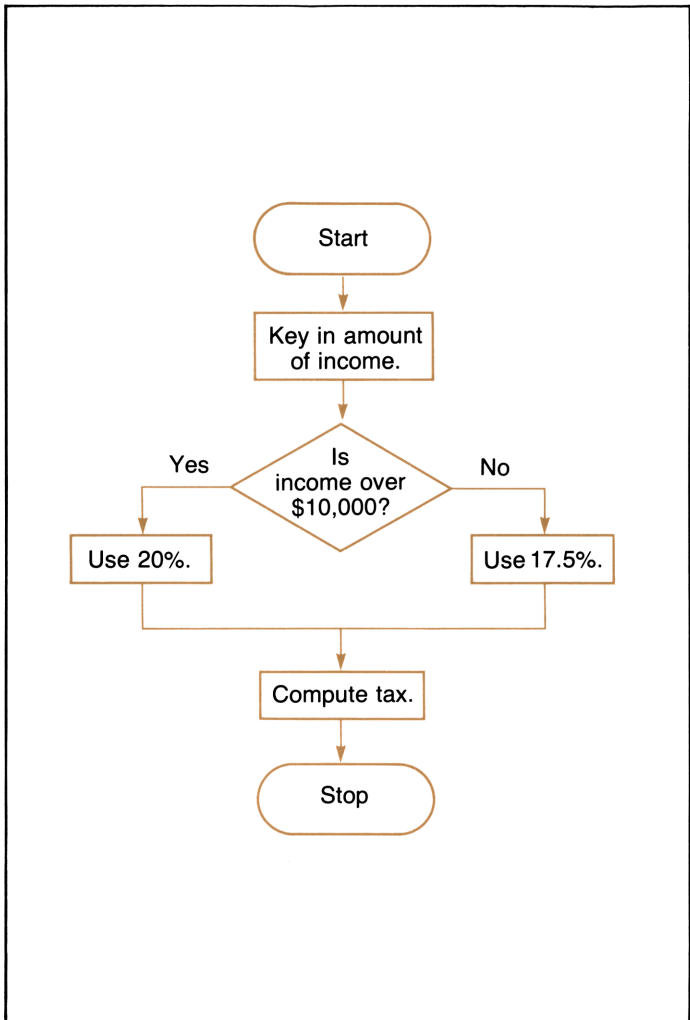 Start
Key in amount
of income.
Is
income over
$10,000?
Yes
No
Use 20%.
Use 17.5%.
Compute tax.
Stop